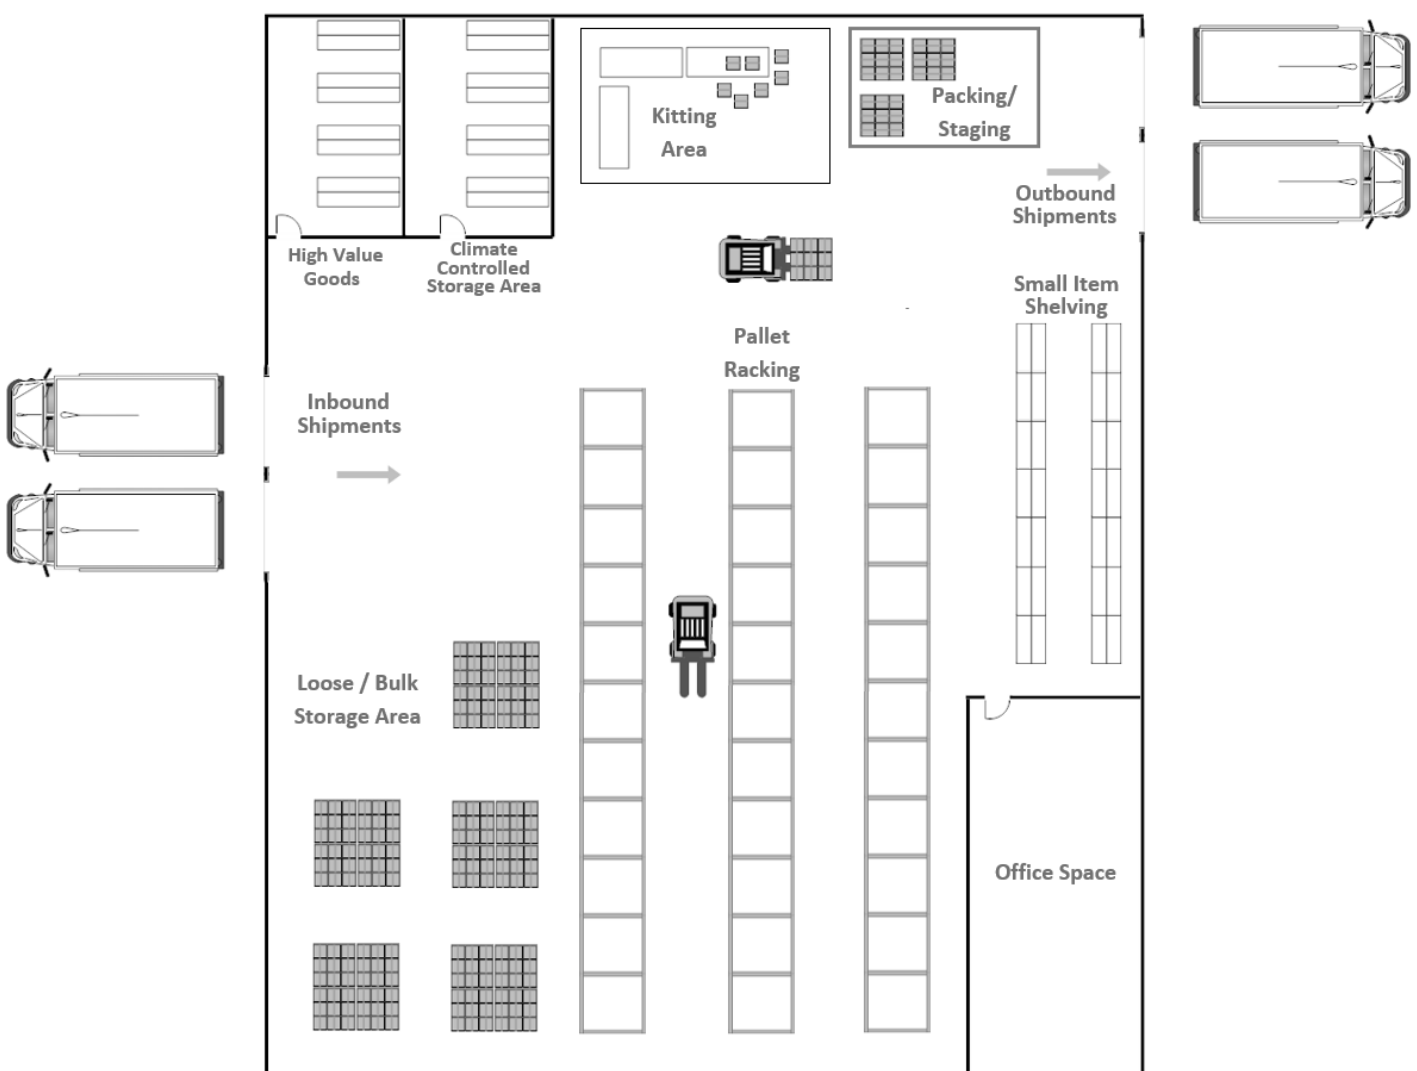 Kitting
Area
Packing/
Staging
Outbound
Shipments
High Value
Goods
Climate
Controlled
Storage Area
Small Item
Shelving
Pallet
Racking
Inbound
Shipments
Loose / Bulk
Storage Area
Office Space